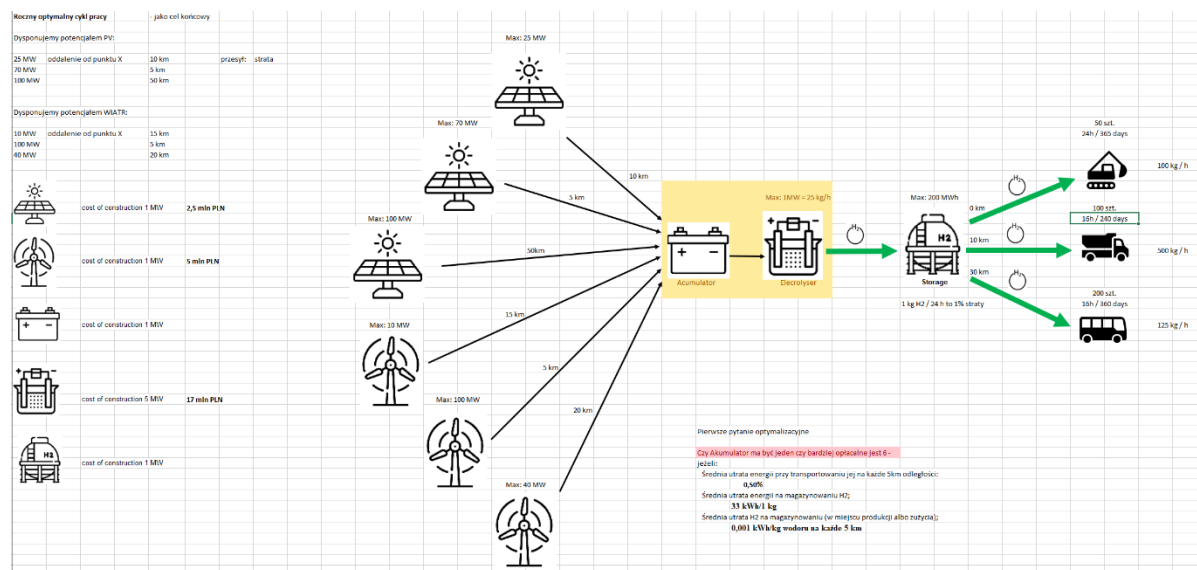 Roczny optymalny cykl pracy - jako cel końcowy
Dysponujemy potencjałem PV:
25 MW oddalenie od punktu X 10 km przesył: strata
70 MW 5 km
100 MW 50 km
Dysponujemy potencjałem WIATR:
10 MW oddalenie od punktu X 15 km
100 MW 5 km
40 MW 20 km
cost of construction 1 MW 2,5 mln PLN
cost of construction 1 MW 5 mln PLN
cost of construction 1 MW
cost of construction 5 MW 17 mln PLN
H2
cost of construction 1 MW
Max: 25 MW
Max: 70 MW
Max: 100 MW
Max: 10 MW
Max: 100 MW
Max: 40 MW
10 km
5 km
50km
15 km
5 km
20 km
Max: 1MW = 25 kg/h
Acumulator
Decrolyser
H₂
Max: 200 MWh
H2
Storage
1 kg H2 / 24 h to 1% straty
H₂
0 km
H₂
10 km
H₂
30 km
50 szt.
24h / 365 days
100 kg / h
100 szt.
16h / 240 days
500 kg / h
200 szt.
16h / 360 days
125 kg / h
Pierwsze pytanie optymalizacyjne
Czy Akumulator ma być jeden czy bardziej opłacalne jest 6 -
jeżeli:
Średnia utrata energii przy transportowaniu jej na każde 5km odległości:
0,50%
Średnia utrata energii na magazynowaniu H2;
33 kWh/1 kg
Średnia utrata H2 na magazynowaniu (w miejscu produkcji albo zużycia);
0,001 kWh/kg wodoru na każde 5 km